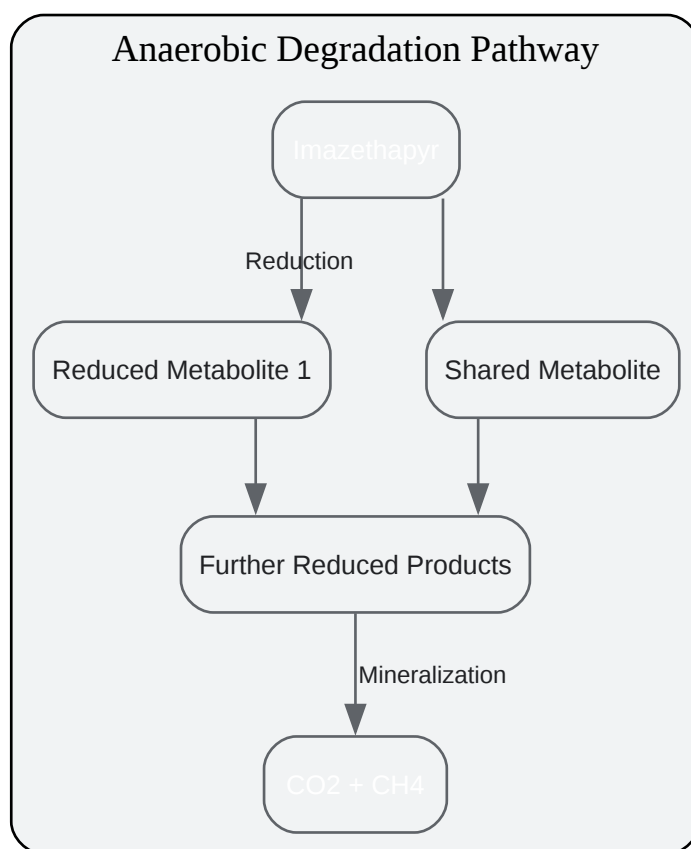 Anaerobic Degradation Pathway
Imazethapyr
Reduction
Reduced Metabolite 1
Shared Metabolite
Further Reduced Products
Mineralization
CO2 + CH4